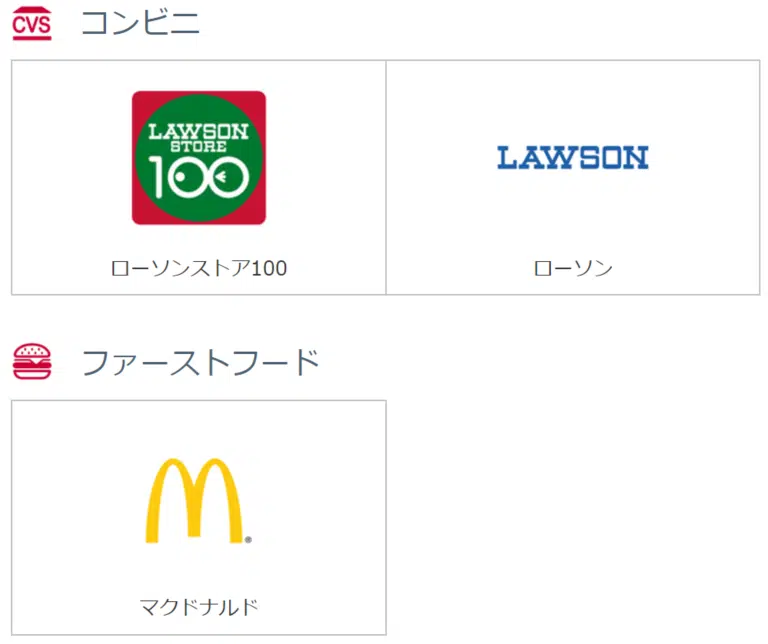 CVS コンビニ
LAWSON
STORE
100
LAWSON
ローソンストア100
ローソン
ファーストフード
M
®
マクドナルド